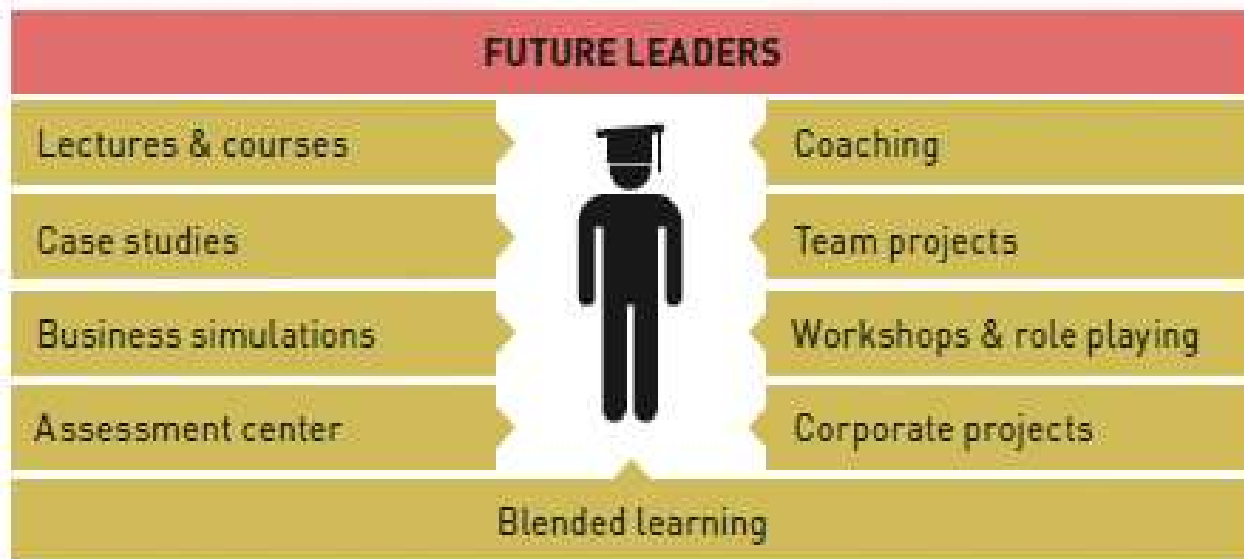 FUTURE LEADERS
Lectures & courses
Case studies
Business simulations
Assessment center
Coaching
Team projects
Workshops & role playing
Corporate projects
Blended learning